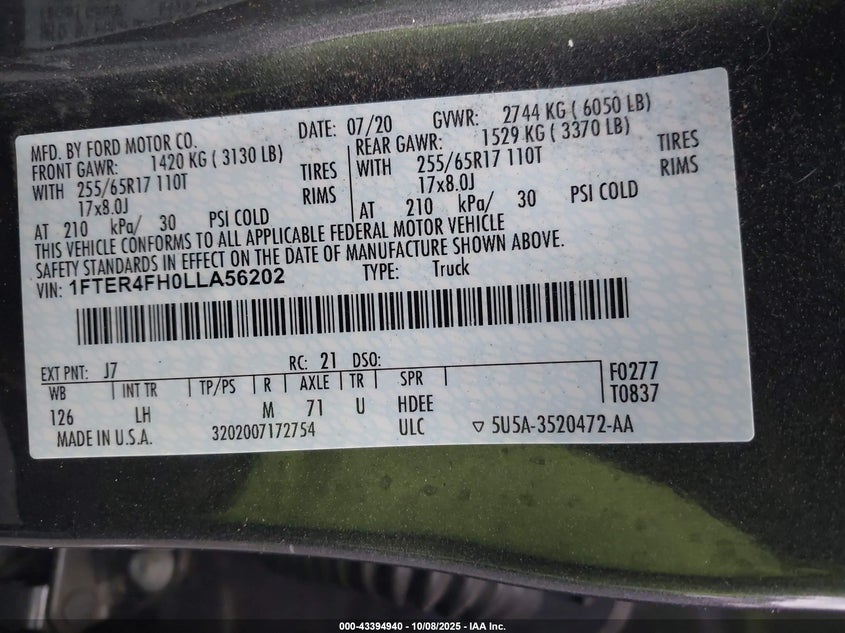 MFD. BY FORD MOTOR CO. DATE: 07/20 GVWR: 2744 KG ( 6050 LB)
FRONT GAWR: 1420 KG ( 3130 LB) REAR GAWR: 1529 KG ( 3370 LB)
WITH 255/65R17 110T TIRES WITH 255/65R17 110T TIRES
17x8.0J RIMS 17x8.0J RIMS
AT 210 kPa/ 30 PSI COLD AT 210 kPa/ 30 PSI COLD
THIS VEHICLE CONFORMS TO ALL APPLICABLE FEDERAL MOTOR VEHICLE
SAFETY STANDARDS IN EFFECT ON THE DATE OF MANUFACTURE SHOWN ABOVE.
VIN: 1FTER4FH0LLA56202 TYPE: Truck
EXT PNT: J7 RC: 21 DSO: F0277
WB INT TR TP/PS R AXLE TR SPR T0837
126 LH M 71 U HDEE
MADE IN U.S.A. 3202007172754 ULC ▽ 5U5A-3520472-AA
000-43394940 - 10/08/2025 - IAA Inc.